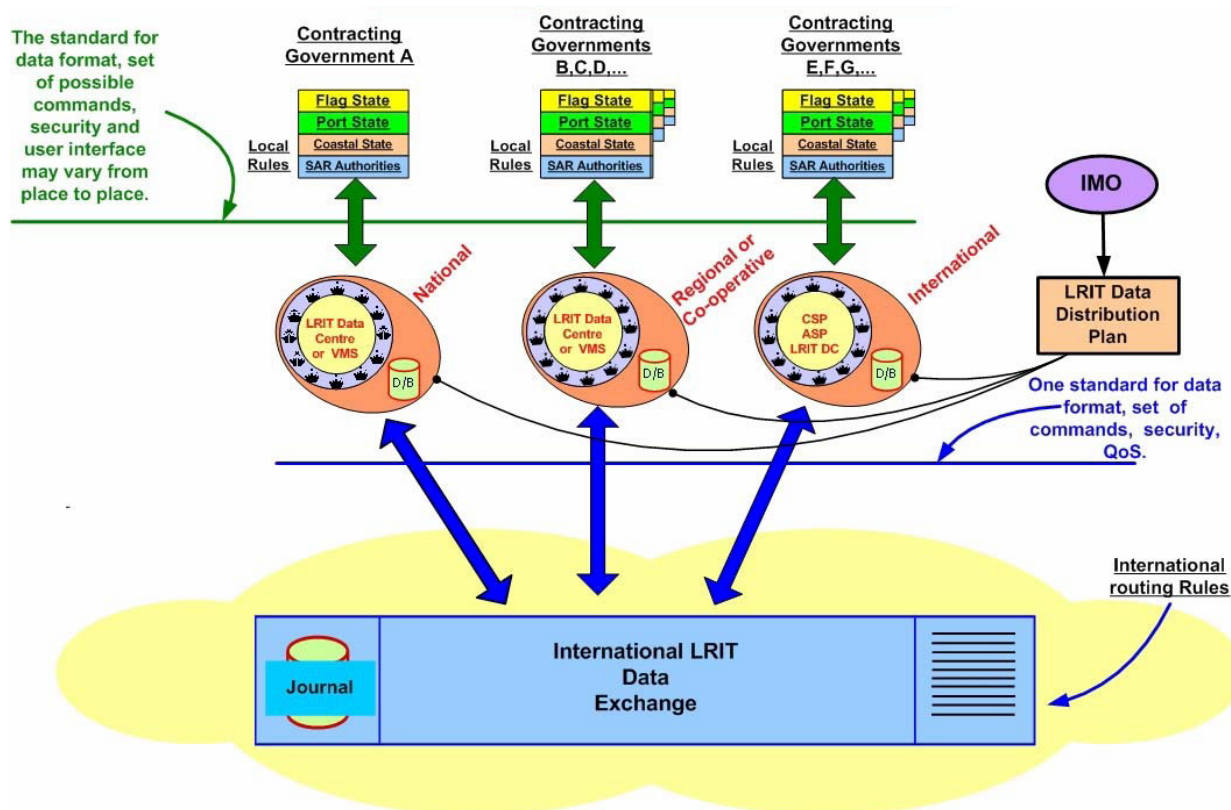 The standard for
data format, set
of possible
commands,
security and
user interface
may vary from
place to place.
Contracting
Government A
Flag State
Port State
Coastal State
SAR Authorities
Local
Rules
Contracting
Governments
B,C,D,...
Flag State
Port State
Coastal State
SAR Authorities
Local
Rules
Contracting
Governments
E,F,G,...
Flag State
Port State
Coastal State
SAR Authorities
Local
Rules
IMO
LRIT Data
Distribution
Plan
National
LRIT Data
Centre
or VMS
D/B
Regional or
Co-operative
LRIT Data
Centre
or VMS
D/B
International
CSP
ASP
LRIT DC
D/B
One standard for data
format, set of
commands, security,
QoS.
International
routing Rules
Journal
International LRIT
Data
Exchange